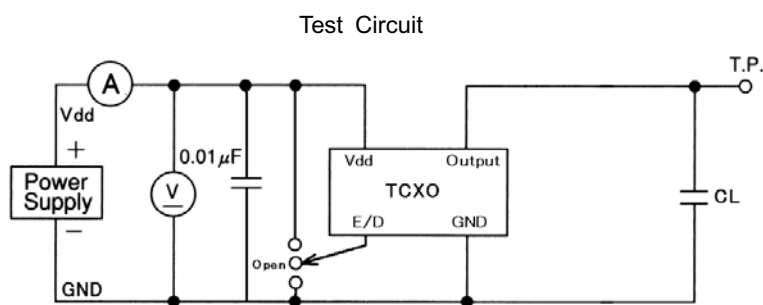 Test Circuit
T.P.
A
Vdd
+
0.01μF
Vdd Output
Power
Supply
V
TCXO
CL
E/D GND
−
Open
GND